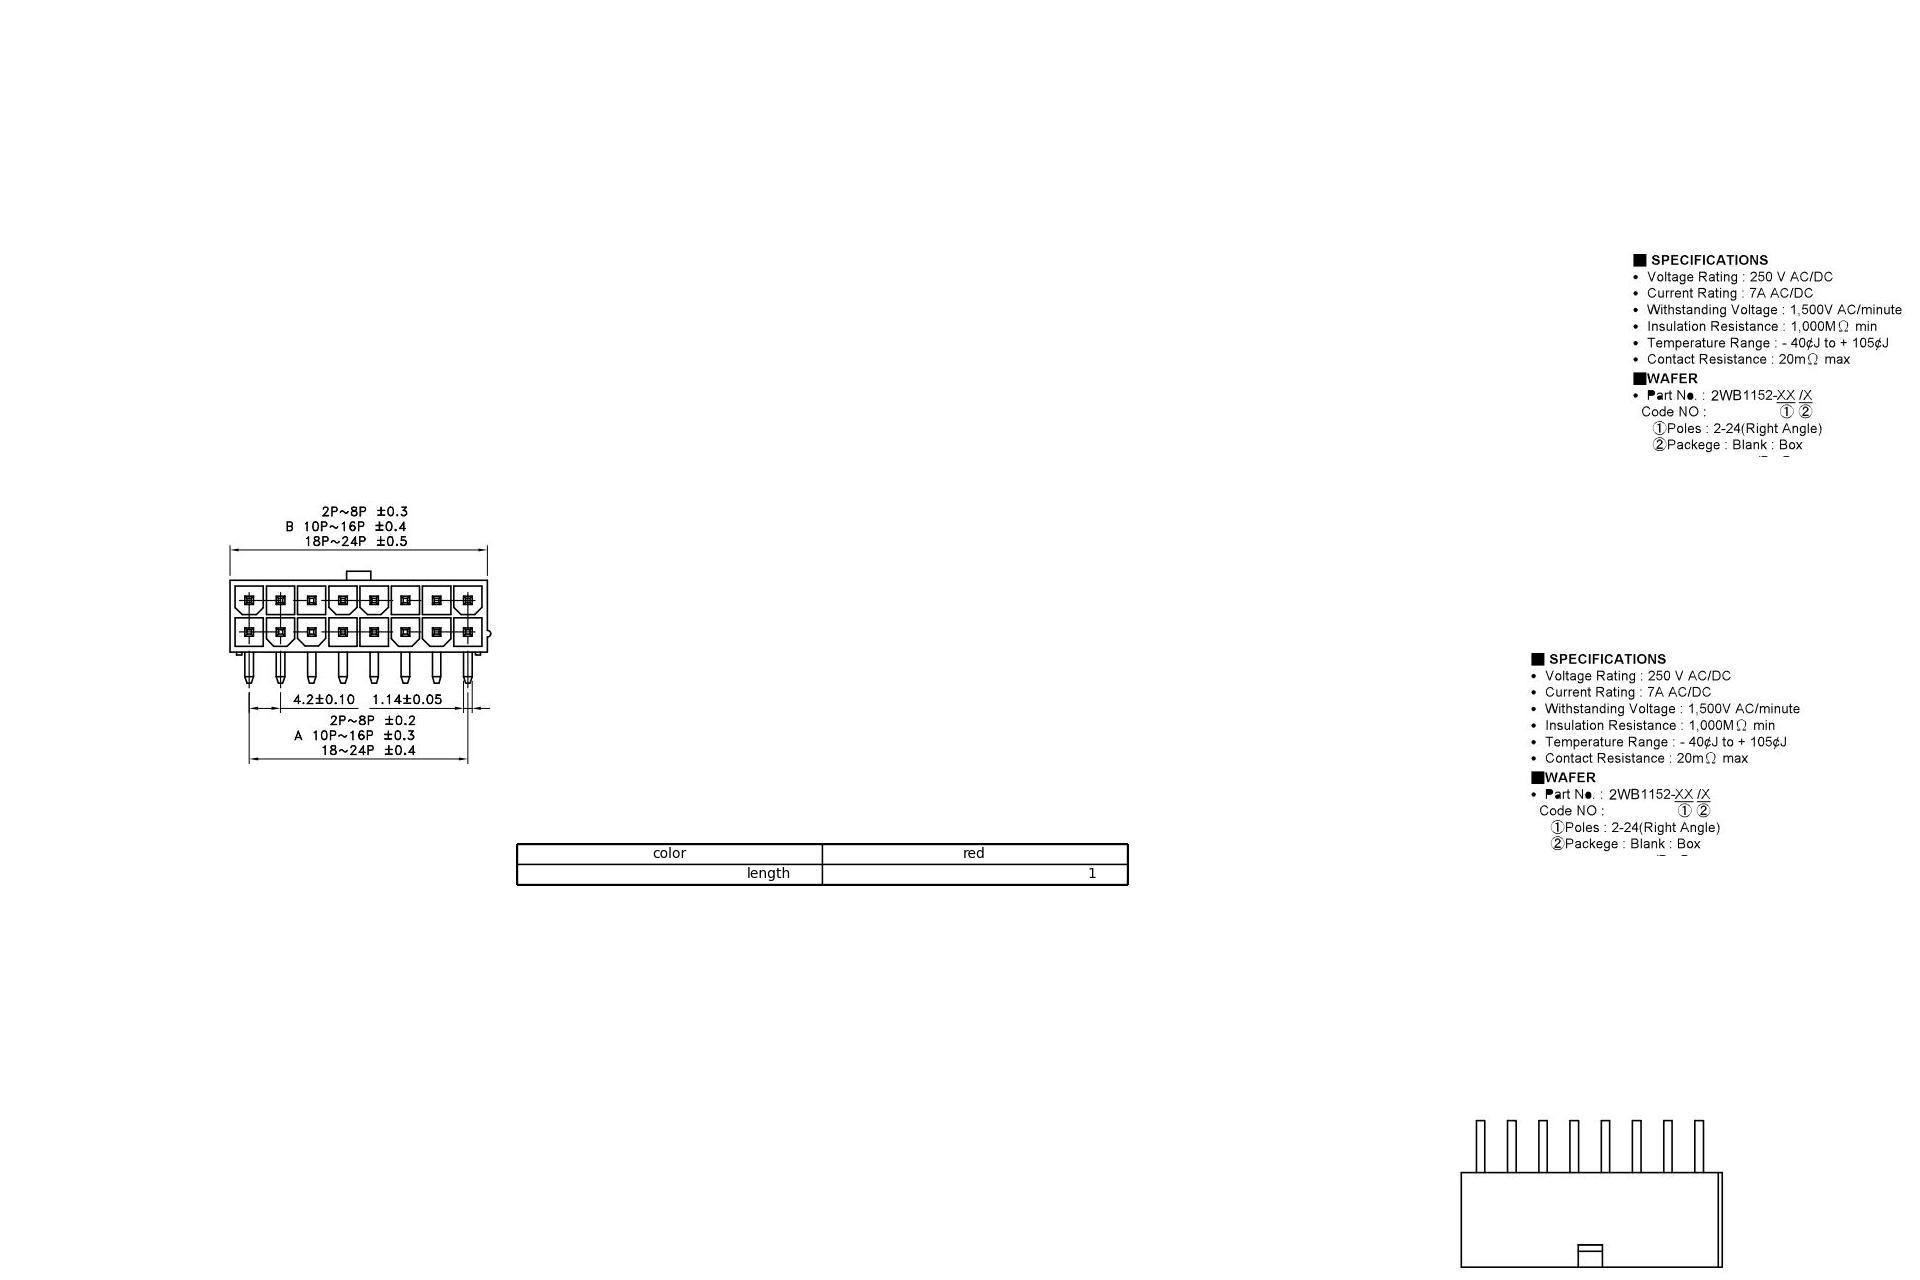 ■ SPECIFICATIONS
• Voltage Rating : 250 V AC/DC
• Current Rating : 7A AC/DC
• Withstanding Voltage : 1,500V AC/minute
• Insulation Resistance : 1,000MΩ min
• Temperature Range : - 40¢J to + 105¢J
• Contact Resistance : 20mΩ max
■WAFER
• Part No. : 2WB1152-XX /X
Code NO : ① ②
①Poles : 2-24(Right Angle)
②Packege : Blank : Box
2P~8P ±0.3
B 10P~16P ±0.4
18P~24P ±0.5
4.2±0.10 1.14±0.05
2P~8P ±0.2
A 10P~16P ±0.3
18~24P ±0.4
■ SPECIFICATIONS
• Voltage Rating : 250 V AC/DC
• Current Rating : 7A AC/DC
• Withstanding Voltage : 1,500V AC/minute
• Insulation Resistance : 1,000MΩ min
• Temperature Range : - 40¢J to + 105¢J
• Contact Resistance : 20mΩ max
■WAFER
• Part No. : 2WB1152-XX /X
Code NO : ① ②
①Poles : 2-24(Right Angle)
②Packege : Blank : Box
color red
length 1